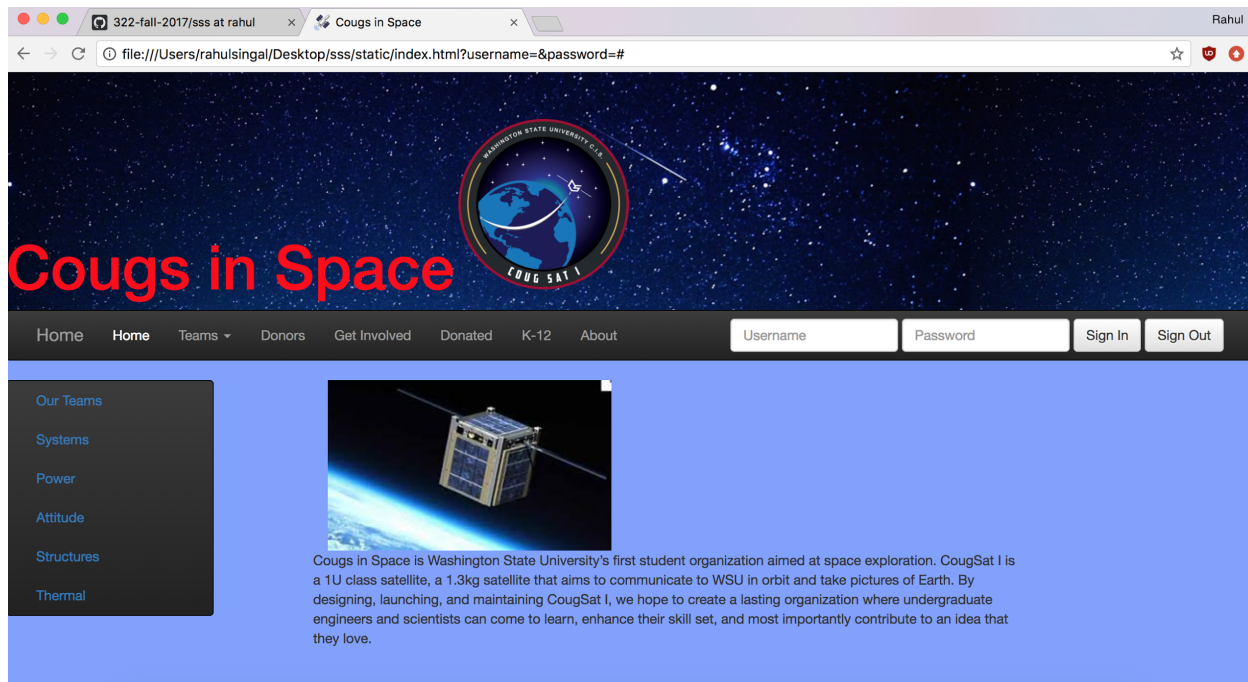 322-fall-2017/sss at rahul
Cougs in Space
Rahul
file:///Users/rahulsingal/Desktop/sss/static/index.html?username=&password=#
WASHINGTON STATE UNIVERSITY C.I.S.
COUG SAT I
Cougs in Space
Home Home Teams Donors Get Involved Donated K-12 About Username Password Sign In Sign Out
Our Teams
Systems
Power
Attitude
Structures
Thermal
Cougs in Space is Washington State University's first student organization aimed at space exploration. CougSat I is
a 1U class satellite, a 1.3kg satellite that aims to communicate to WSU in orbit and take pictures of Earth. By
designing, launching, and maintaining CougSat I, we hope to create a lasting organization where undergraduate
engineers and scientists can come to learn, enhance their skill set, and most importantly contribute to an idea that
they love.